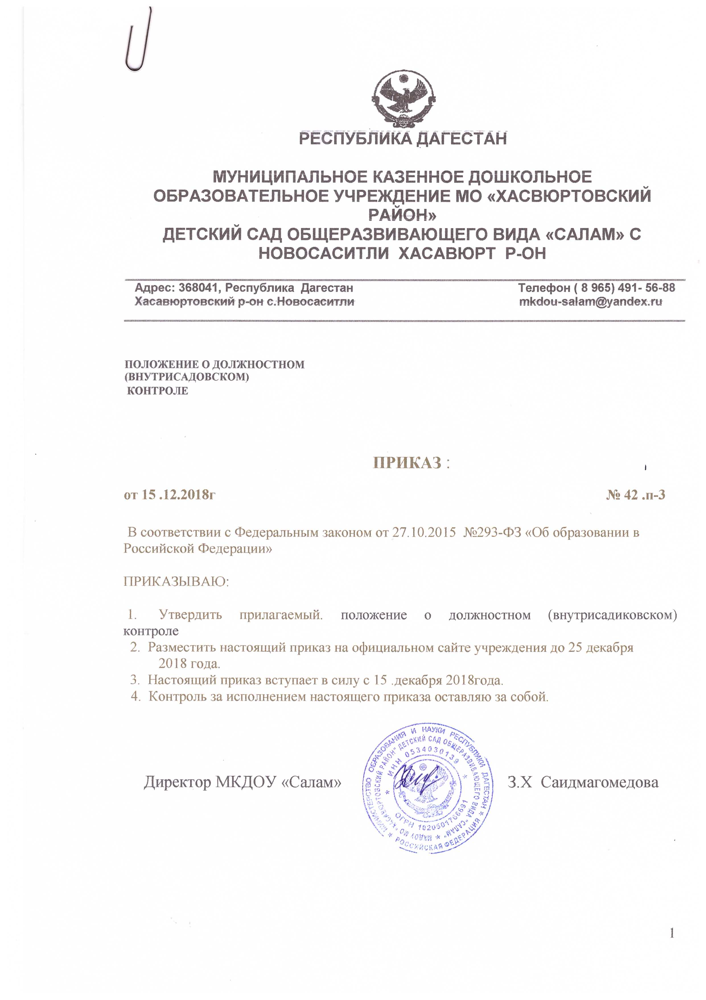 РЕСПУБЛИКА ДАГЕСТАН
МУНИЦИПАЛЬНОЕ КАЗЕННОЕ ДОШКОЛЬНОЕ
ОБРАЗОВАТЕЛЬНОЕ УЧРЕЖДЕНИЕ МО «ХАСВЮРТОВСКИЙ
РАЙОН»
ДЕТСКИЙ САД ОБЩЕРАЗВИВАЮЩЕГО ВИДА «САЛАМ» С
НОВОСАСИТЛИ ХАСАВЮРТ Р-ОН
Адрес: 368041, Республика Дагестан Телефон ( 8 965) 491- 56-88
Хасавюртовский р-он с.Новосаситли mkdou-salam@yandex.ru
ПОЛОЖЕНИЕ О ДОЛЖНОСТНОМ
(ВНУТРИСАДОВСКОМ)
КОНТРОЛЕ
ПРИКАЗ :
от 15 .12.2018г № 42 .п-3
В соответствии с Федеральным законом от 27.10.2015 №293-ФЗ «Об образовании в
Российской Федерации»
ПРИКАЗЫВАЮ:
1. Утвердить прилагаемый. положение о должностном (внутрисадиковском)
контроле
2. Разместить настоящий приказ на официальном сайте учреждения до 25 декабря
2018 года.
3. Настоящий приказ вступает в силу с 15 .декабря 2018года.
4. Контроль за исполнением настоящего приказа оставляю за собой.
Директор МКДОУ «Салам» З.Х Саидмагомедова
МИНИСТЕРСТВО ОБРАЗОВАНИЯ И НАУКИ РЕСПУБЛИКИ ДАГЕСТАН * РОССИЙСКАЯ ФЕДЕРАЦИЯ *
МКДОУ МО "ХАСАВЮРТОВСКИЙ РАЙОН" ДЕТСКИЙ САД ОБЩЕРАЗВИВАЮЩЕГО ВИДА "САЛАМ" *
* ИНН 0534030139 *
ОГРН 1020501766691
1